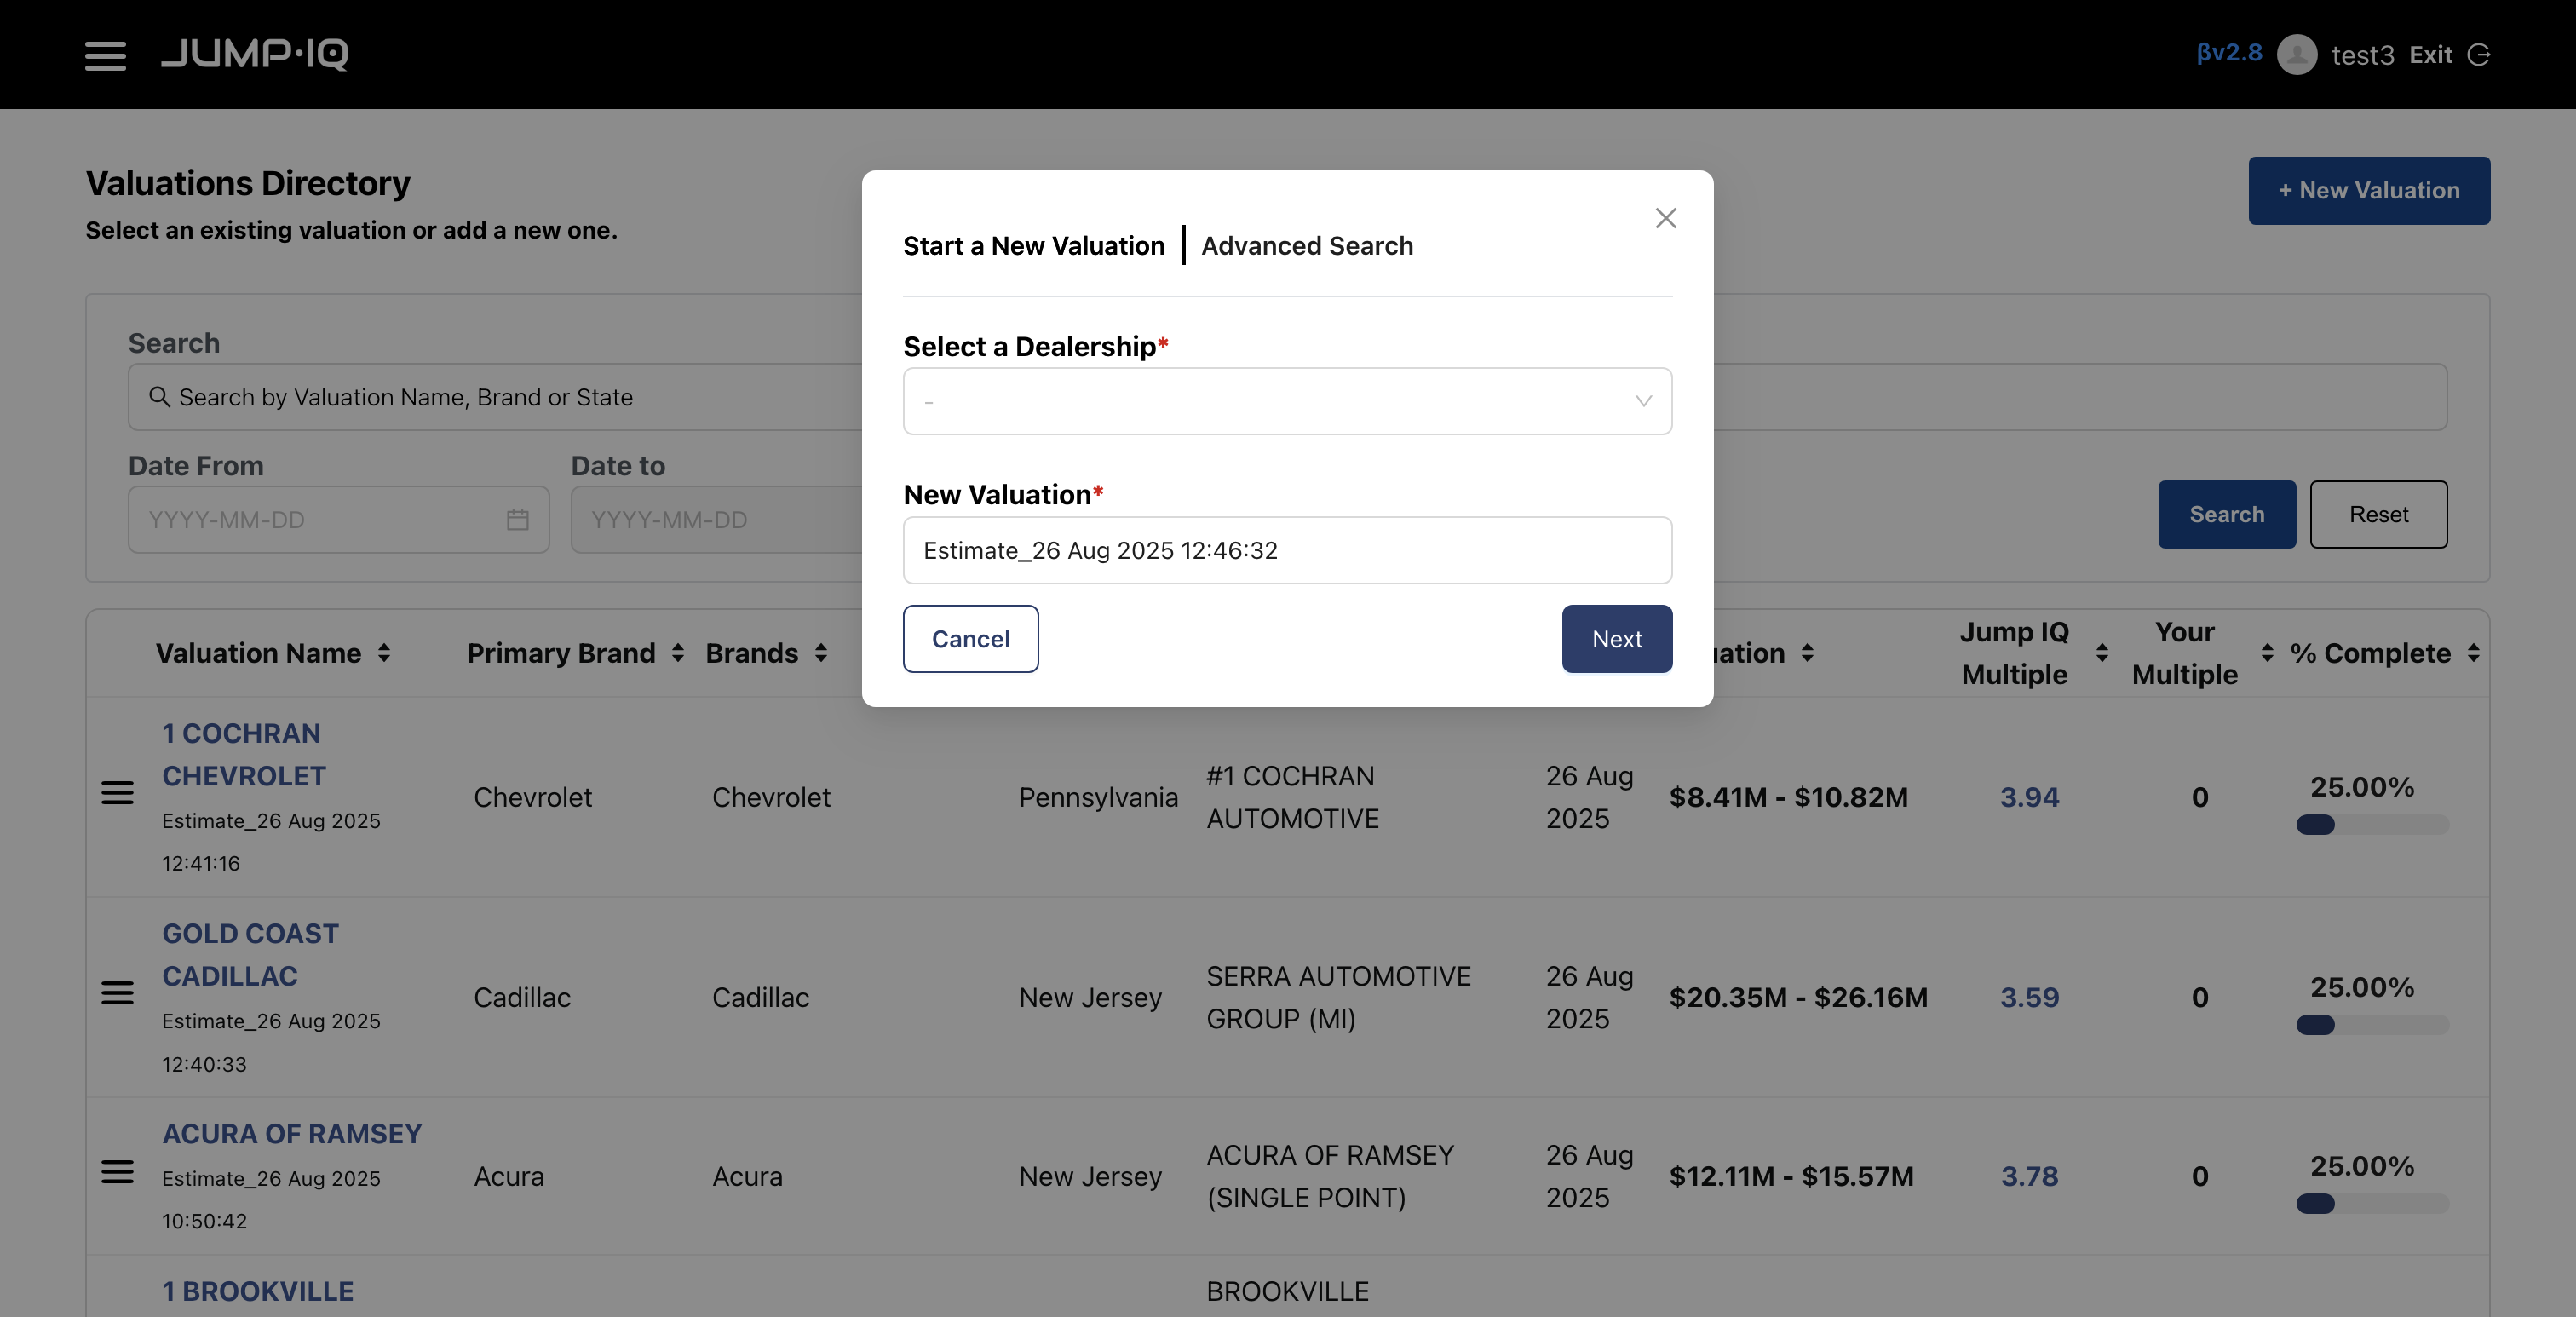 JUMP·IQ
βv2.8 test3 Exit
Valuations Directory
Select an existing valuation or add a new one.
+ New Valuation
Start a New Valuation | Advanced Search
Select a Dealership*
-
New Valuation*
Estimate_26 Aug 2025 12:46:32
Cancel
Next
Search
Search by Valuation Name, Brand or State
Date From
Date to
YYYY-MM-DD
YYYY-MM-DD
Search
Reset
Valuation Name
Primary Brand
Brands
Jump IQ
Multiple
Your
Multiple
% Complete
1 COCHRAN
CHEVROLET
Estimate_26 Aug 2025
12:41:16
Chevrolet
Chevrolet
Pennsylvania
#1 COCHRAN
AUTOMOTIVE
26 Aug
2025
$8.41M - $10.82M
3.94
0
25.00%
GOLD COAST
CADILLAC
Estimate_26 Aug 2025
12:40:33
Cadillac
Cadillac
New Jersey
SERRA AUTOMOTIVE
GROUP (MI)
26 Aug
2025
$20.35M - $26.16M
3.59
0
25.00%
ACURA OF RAMSEY
Estimate_26 Aug 2025
10:50:42
Acura
Acura
New Jersey
ACURA OF RAMSEY
(SINGLE POINT)
26 Aug
2025
$12.11M - $15.57M
3.78
0
25.00%
1 BROOKVILLE
BROOKVILLE